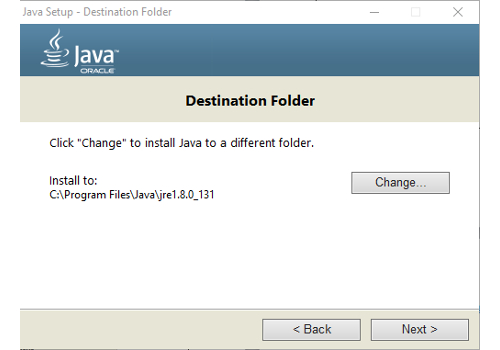 Java Setup - Destination Folder
Java™
ORACLE
Destination Folder
Click "Change" to install Java to a different folder.
Install to:
Change...
C:\Program Files\Java\jre1.8.0_131
< Back
Next >